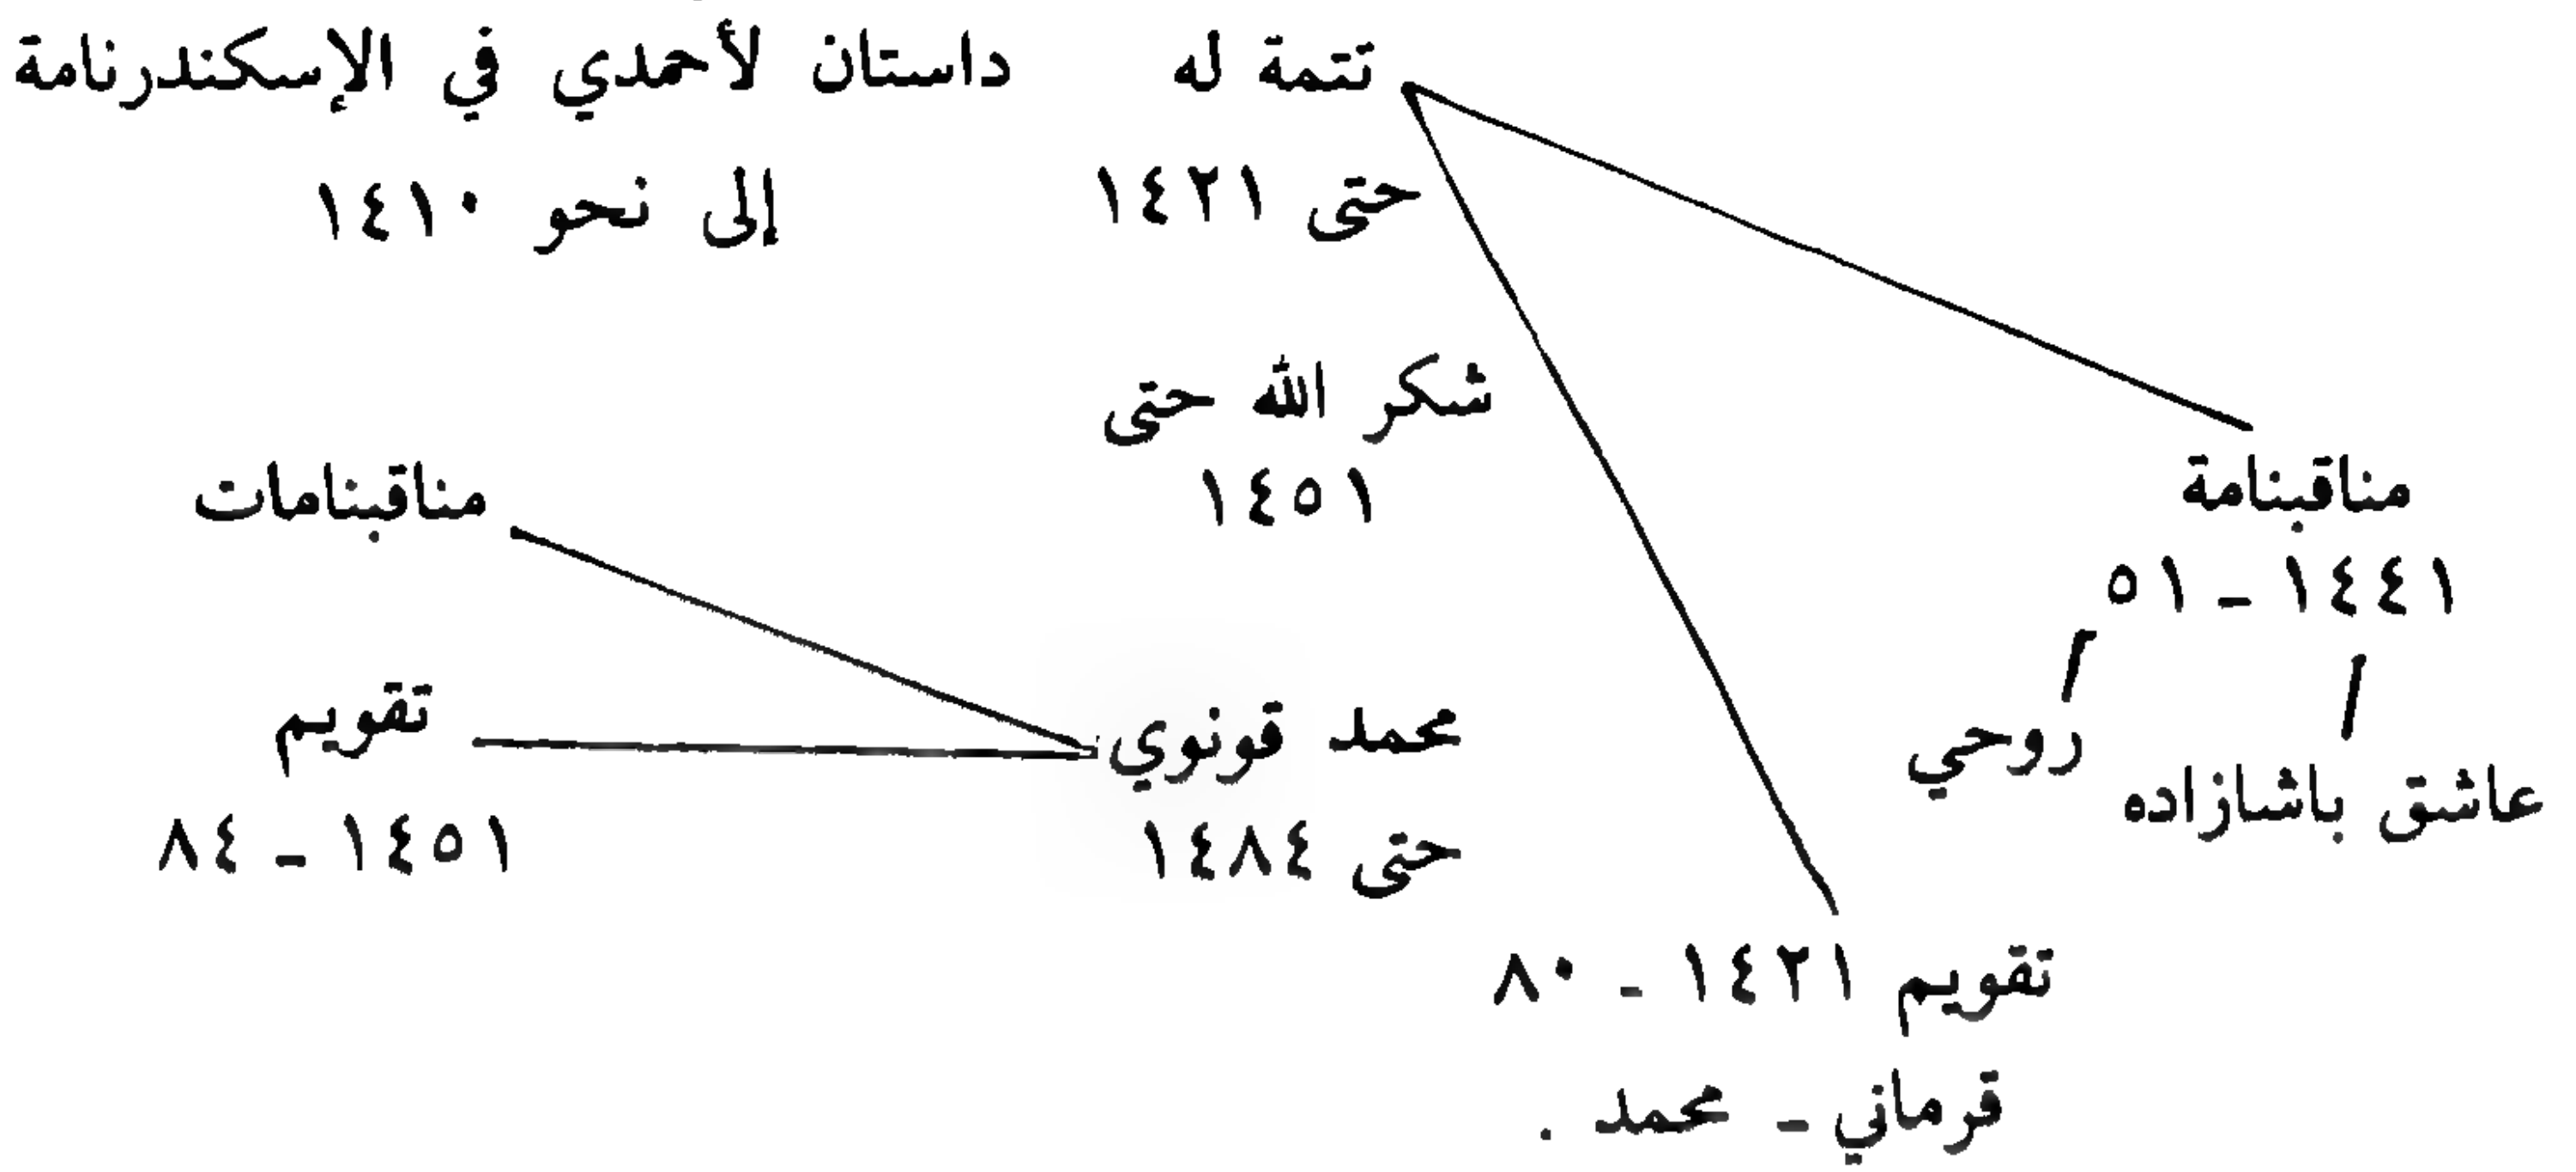 تتمة له
حتى ١٤٢١
داستان لأحمدي في الإسكندرنامة
إلى نحو ١٤١٠
شكر الله حتى
١٤٥١
مناقبنامة
١٤٤١ - ٥١
روحي
عاشق باشازاده
مناقبنامات
محمد قونوي
حتى ١٤٨٤
تقويم
١٤٥١ - ٨٤
تقويم ١٤٢١ - ٨٠
قرماني - محمد .